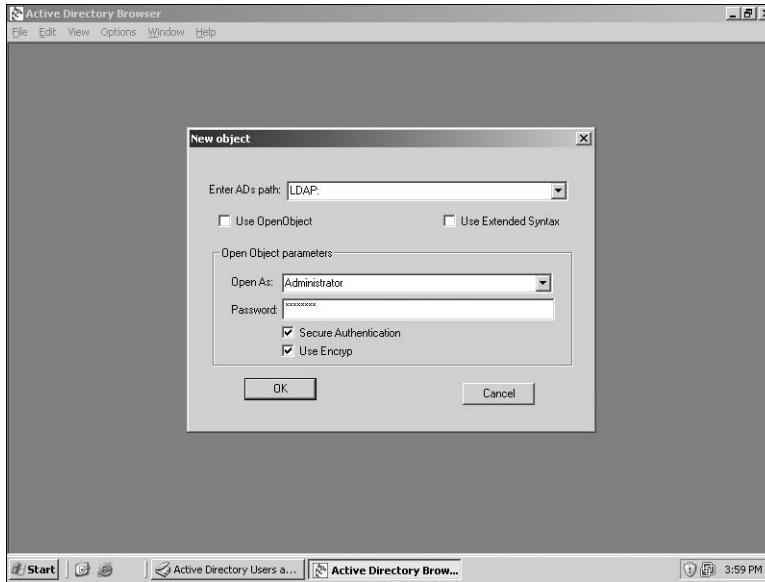 Active Directory Browser
File Edit View Options Window Help
New object
Enter ADs path: LDAP:
Use OpenObject Use Extended Syntax
Open Object parameters
Open As: Administrator
Password: xxxxxxxx
Secure Authentication
Use Encryp
OK Cancel
Start Active Directory Users a... Active Directory Brow... 3:59 PM